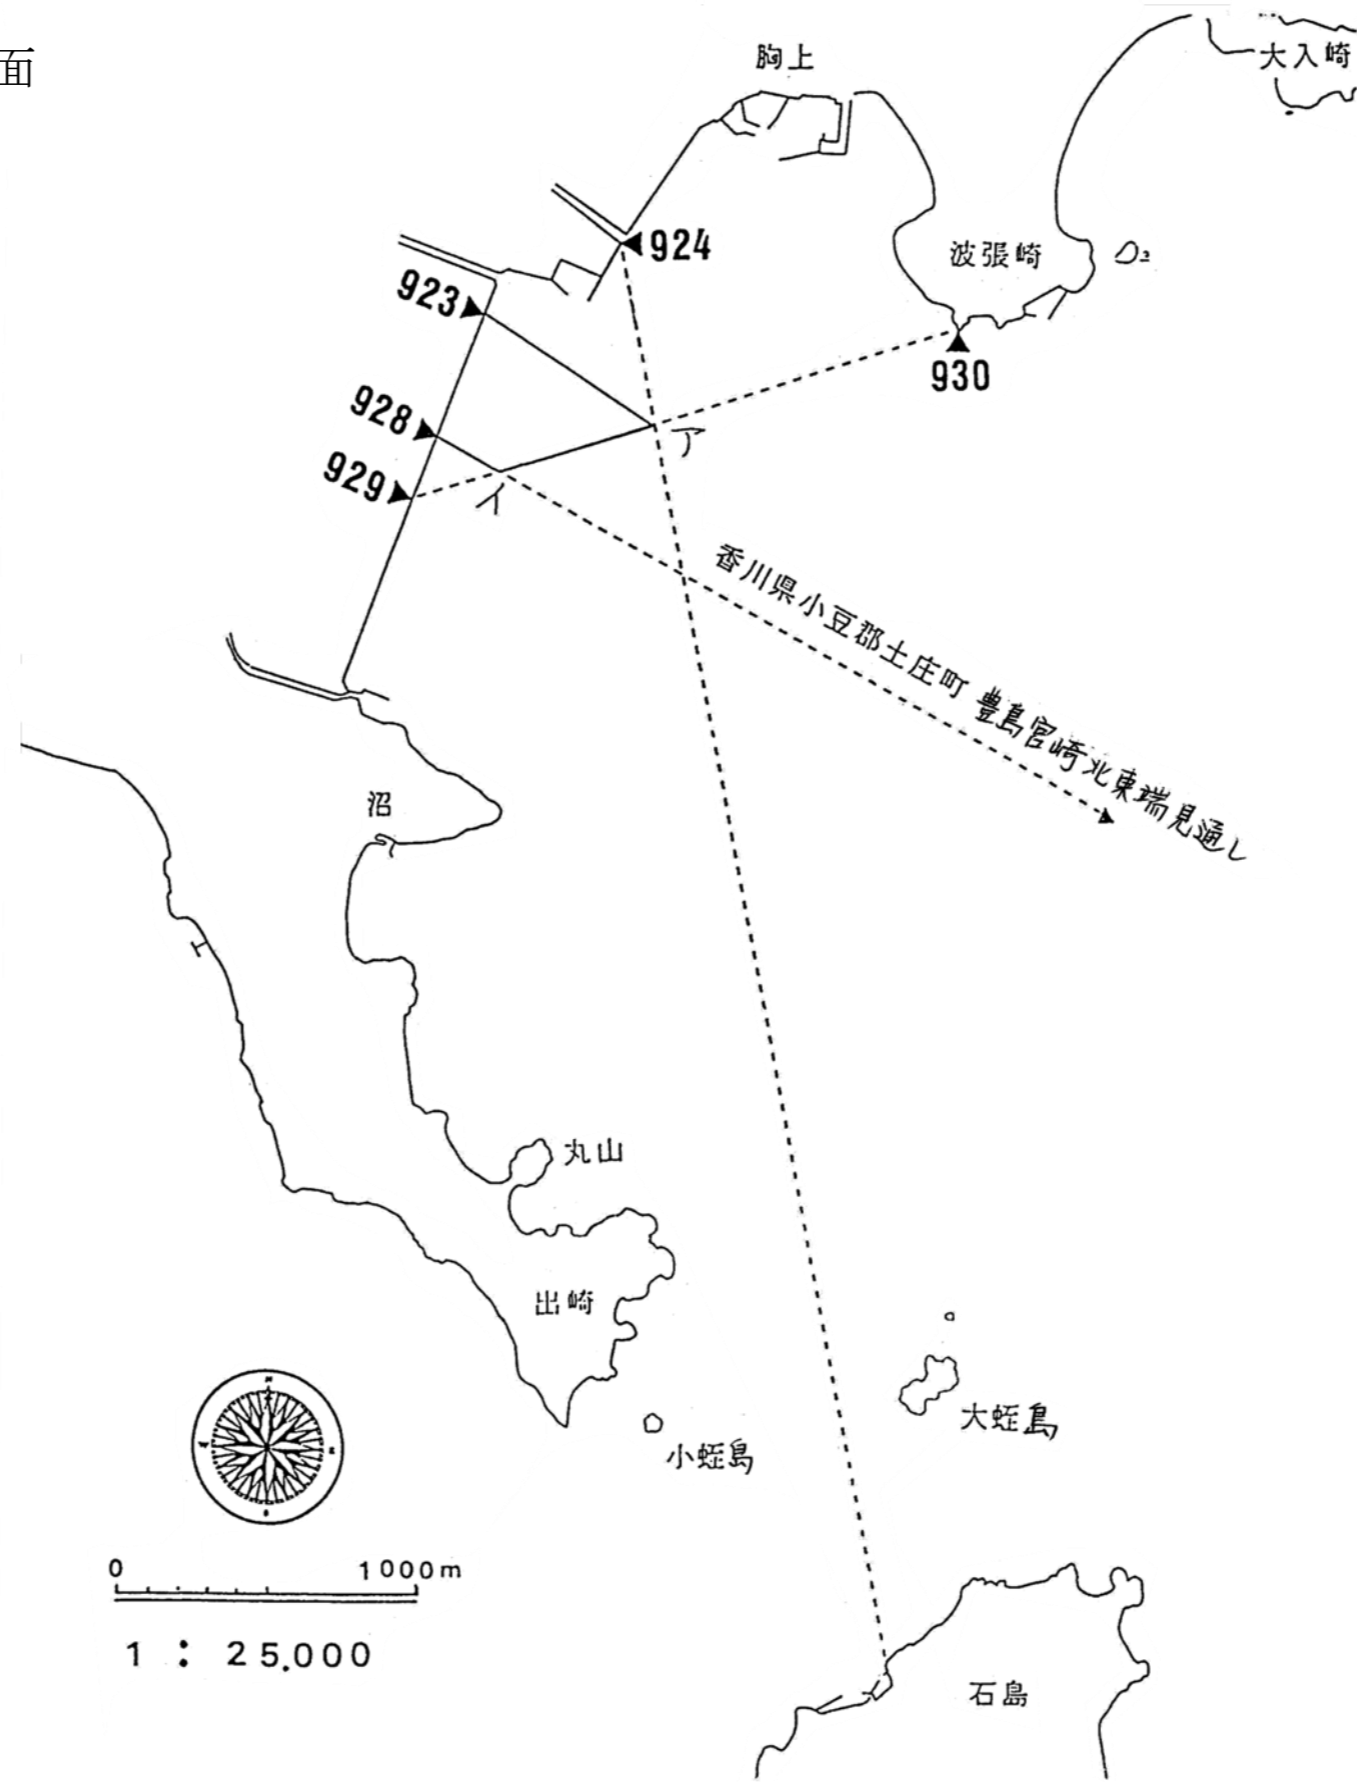 面
胸上
大入崎
924
波張崎
923
930
928
ア
929
イ
香川県小豆郡土庄町 豊島宮崎北東端見通し
沼
丸山
出崎
大蛭島
小蛭島
0 1000m
1 : 25.000
石島